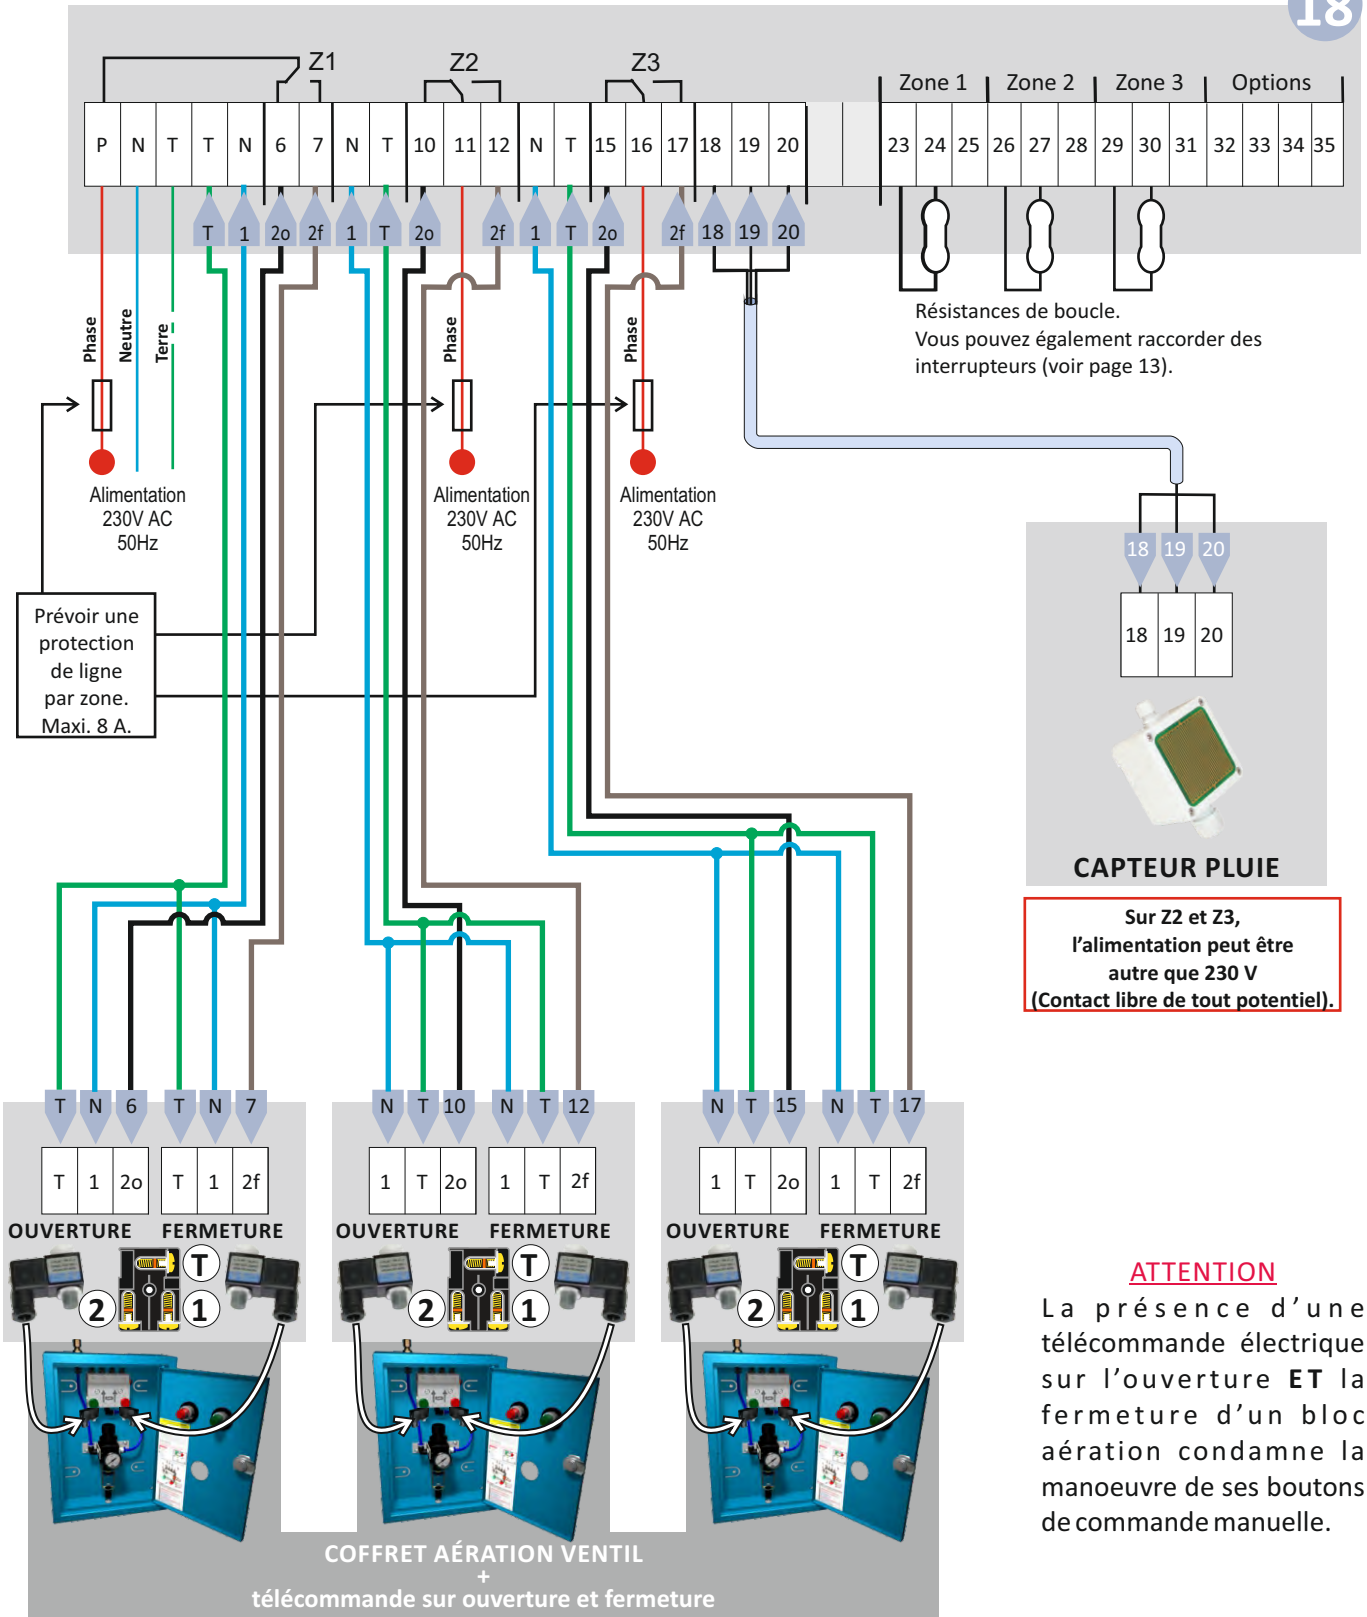 18
Z1 Z2 Z3
Zone 1 Zone 2 Zone 3 Options
P N T T N 6 7 N T 10 11 12 N T 15 16 17 18 19 20 23 24 25 26 27 28 29 30 31 32 33 34 35
T 1 2o 2f 1 T 2o 2f 1 T 2o 2f 18 19 20
Phase
Neutre
Terre
Phase
Phase
Résistances de boucle.
Vous pouvez également raccorder des
interrupteurs (voir page 13).
Alimentation
230V AC
50Hz
Alimentation
230V AC
50Hz
Alimentation
230V AC
50Hz
Prévoir une
protection
de ligne
par zone.
Maxi. 8 A.
18 19 20
18 19 20
CAPTEUR PLUIE
Sur Z2 et Z3,
l'alimentation peut être
autre que 230 V
(Contact libre de tout potentiel).
T N 6 T N 7 N T 10 N T 12 N T 15 N T 17
T 1 2o T 1 2f 1 T 2o 1 T 2f 1 T 2o 1 T 2f
OUVERTURE FERMETURE OUVERTURE FERMETURE OUVERTURE FERMETURE
T T T
2 1 2 1 2 1
ATTENTION
La présence d'une
télécommande électrique
sur l'ouverture ET la
fermeture d'un bloc
aération condamne la
manoeuvre de ses boutons
de commande manuelle.
COFFRET AÉRATION VENTIL
+
télécommande sur ouverture et fermeture